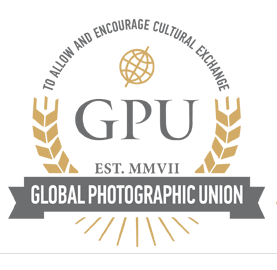 TO ALLOW AND ENCOURAGE CULTURAL EXCHANGE
GPU
EST. MMVII
GLOBAL PHOTOGRAPHIC UNION